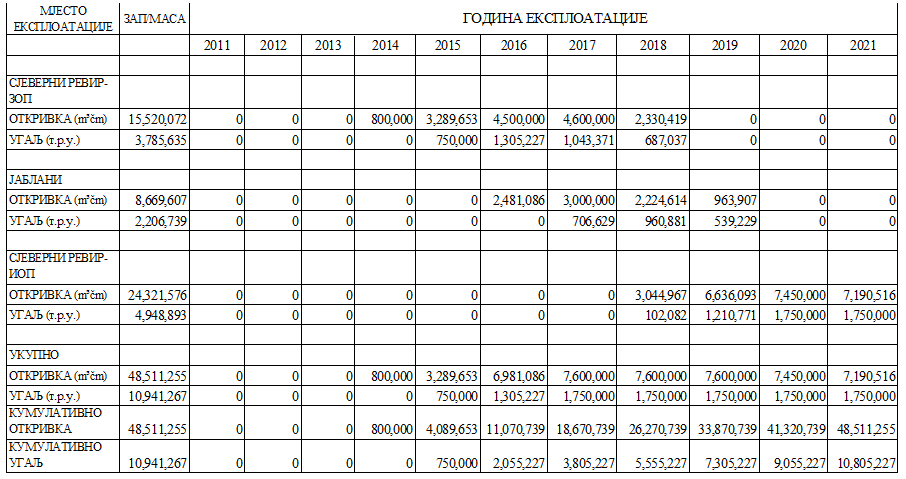 МЈЕСТО ЕКСПЛОАТАЦИЈЕ ЗАП/МАСА ГОДИНА ЕКСПЛОАТАЦИЈЕ
2011 2012 2013 2014 2015 2016 2017 2018 2019 2020 2021
СЈЕВЕРНИ РЕВИР-
ЗОП
ОТКРИВКА (m³čm) 15,520,072 0 0 0 800,000 3,289,653 4,500,000 4,600,000 2,330,419 0 0 0
УГАЉ (т.р.у.) 3,785,635 0 0 0 0 750,000 1,305,227 1,043,371 687,037 0 0 0
ЈАБЛАНИ
ОТКРИВКА (m³čm) 8,669,607 0 0 0 0 0 2,481,086 3,000,000 2,224,614 963,907 0 0
УГАЉ (т.р.у.) 2,206,739 0 0 0 0 0 0 706,629 960,881 539,229 0 0
СЈЕВЕРНИ РЕВИР-
ИОП
ОТКРИВКА (m³čm) 24,321,576 0 0 0 0 0 0 0 3,044,967 6,636,093 7,450,000 7,190,516
УГАЉ (т.р.у.) 4,948,893 0 0 0 0 0 0 0 102,082 1,210,771 1,750,000 1,750,000
УКУПНО
ОТКРИВКА (m³čm) 48,511,255 0 0 0 800,000 3,289,653 6,981,086 7,600,000 7,600,000 7,600,000 7,450,000 7,190,516
УГАЉ (т.р.у.) 10,941,267 0 0 0 0 750,000 1,305,227 1,750,000 1,750,000 1,750,000 1,750,000 1,750,000
КУМУЛАТИВНО
ОТКРИВКА 48,511,255 0 0 0 800,000 4,089,653 11,070,739 18,670,739 26,270,739 33,870,739 41,320,739 48,511,255
КУМУЛАТИВНО
УГАЉ 10,941,267 0 0 0 0 750,000 2,055,227 3,805,227 5,555,227 7,305,227 9,055,227 10,805,227